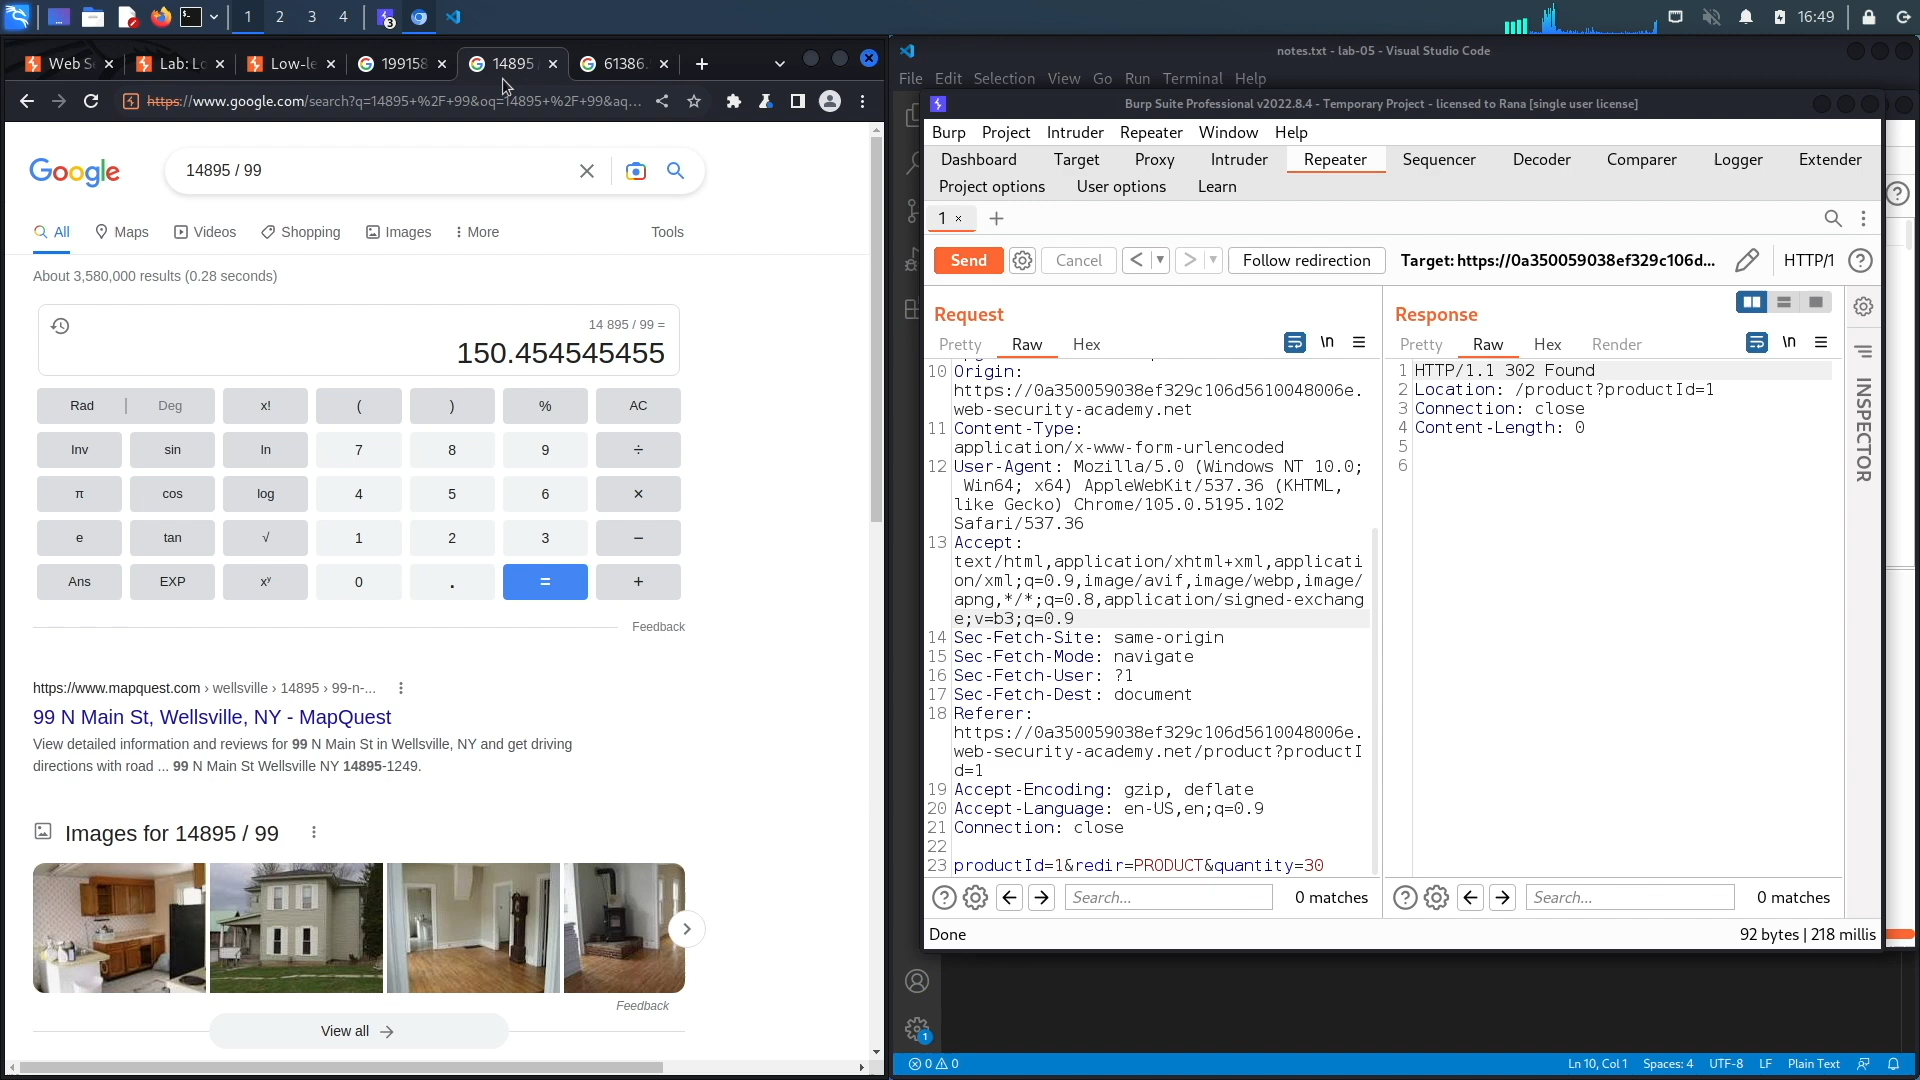 1
2
3
4
3
16:49
Web S
Lab: L
Low-le
199158
14895
61386.
https://www.google.com/search?q=14895+%2F+99&oq=14895+%2F+99&aq...
Google
14895 / 99
All
Maps
Videos
Shopping
Images
More
Tools
About 3,580,000 results (0.28 seconds)
14 895 / 99 =
150.454545455
Rad | Deg
x!
(
)
%
AC
Inv
sin
ln
7
8
9
÷
π
cos
log
4
5
6
×
e
tan
√
1
2
3
−
Ans
EXP
xʸ
0
.
=
+
Feedback
https://www.mapquest.com › wellsville › 14895 › 99-n-...
99 N Main St, Wellsville, NY - MapQuest
View detailed information and reviews for 99 N Main St in Wellsville, NY and get driving
directions with road ... 99 N Main St Wellsville NY 14895-1249.
Images for 14895 / 99
Feedback
View all
notes.txt - lab-05 - Visual Studio Code
File Edit Selection View Go Run Terminal Help
Burp Suite Professional v2022.8.4 - Temporary Project - licensed to Rana [single user license]
Burp Project Intruder Repeater Window Help
Dashboard Target Proxy Intruder Repeater Sequencer Decoder Comparer Logger Extender
Project options User options Learn
1 ×
Send
Cancel
Follow redirection
Target: https://0a350059038ef329c106d...
HTTP/1
Request
Pretty Raw Hex
\n
10 Origin:
https://0a350059038ef329c106d5610048006e.
web-security-academy.net
11 Content-Type:
application/x-www-form-urlencoded
12 User-Agent: Mozilla/5.0 (Windows NT 10.0;
Win64; x64) AppleWebKit/537.36 (KHTML,
like Gecko) Chrome/105.0.5195.102
Safari/537.36
13 Accept:
text/html,application/xhtml+xml,applicati
on/xml;q=0.9,image/avif,image/webp,image/
apng,*/*;q=0.8,application/signed-exchang
e;v=b3;q=0.9
14 Sec-Fetch-Site: same-origin
15 Sec-Fetch-Mode: navigate
16 Sec-Fetch-User: ?1
17 Sec-Fetch-Dest: document
18 Referer:
https://0a350059038ef329c106d5610048006e.
web-security-academy.net/product?productI
d=1
19 Accept-Encoding: gzip, deflate
20 Accept-Language: en-US,en;q=0.9
21 Connection: close
22
23 productId=1&redir=PRODUCT&quantity=30
Search...
0 matches
Response
Pretty Raw Hex Render
\n
1 HTTP/1.1 302 Found
2 Location: /product?productId=1
3 Connection: close
4 Content-Length: 0
5
6
Search...
0 matches
INSPECTOR
Done
92 bytes | 218 millis
1
0 0
Ln 10, Col 1
Spaces: 4
UTF-8
LF
Plain Text